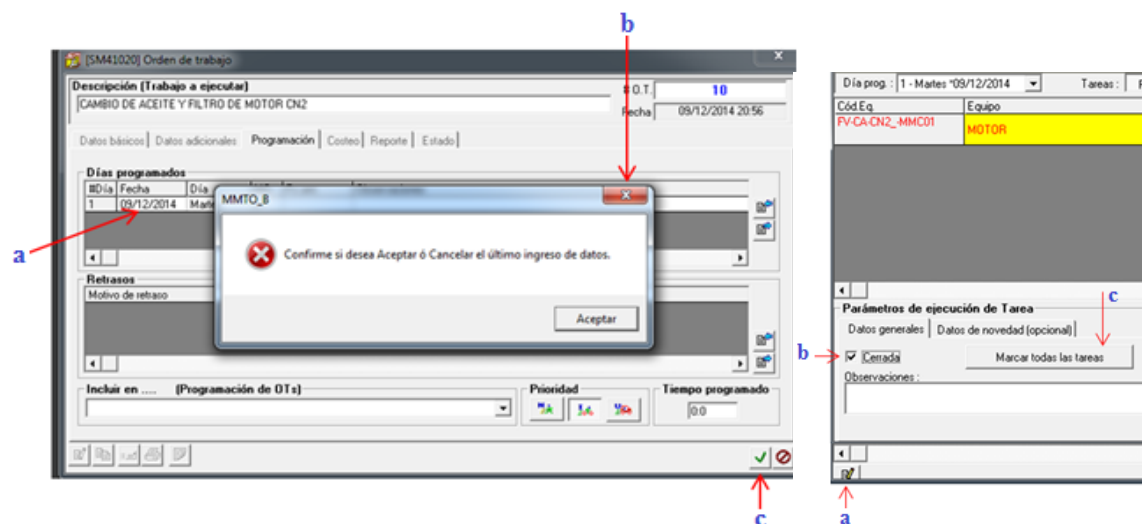 b
[SM41020] Orden de trabajo
x
Descripción (Trabajo a ejecutar)
# O.T. 10
CAMBIO DE ACEITE Y FILTRO DE MOTOR CN2
Fecha 09/12/2014 20:56
Datos básicos Datos adicionales Programación Costeo Reporte Estado
Días programados
#Día Fecha Día
1 09/12/2014 Marte
a
MMTO_B
Confirme si desea Aceptar ó Cancelar el último ingreso de datos.
Aceptar
Retrasos
Motivo de retraso
Incluir en .... (Programación de OTs)
Prioridad
Tiempo programado
0:0
c
Día prog. : 1 - Martes "09/12/2014 Tareas :
Cód.Eq. Equipo
FV-CA-CN2_-MMC01 MOTOR
c
Parámetros de ejecución de Tarea
Datos generales Datos de novedad (opcional)
b
Cerrada Marcar todas las tareas
Observaciones :
a